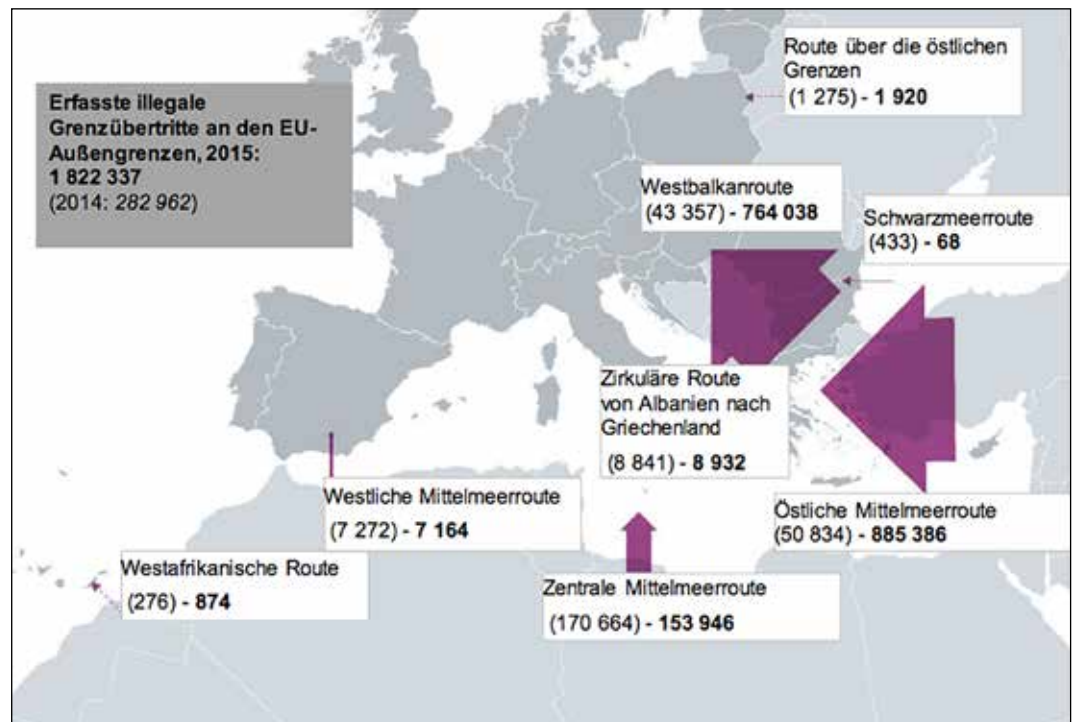 Erfasste illegale
Grenzübertritte an den EU-
Außengrenzen, 2015:
1 822 337
(2014: 282 962)
Route über die östlichen
Grenzen
(1 275) - 1 920
Westbalkanroute
(43 357) - 764 038
Schwarzmeerroute
(433) - 68
Zirkuläre Route
von Albanien nach
Griechenland
(8 841) - 8 932
Westliche Mittelmeerroute
(7 272) - 7 164
Östliche Mittelmeerroute
(50 834) - 885 386
Westafrikanische Route
(276) - 874
Zentrale Mittelmeerroute
(170 664) - 153 946